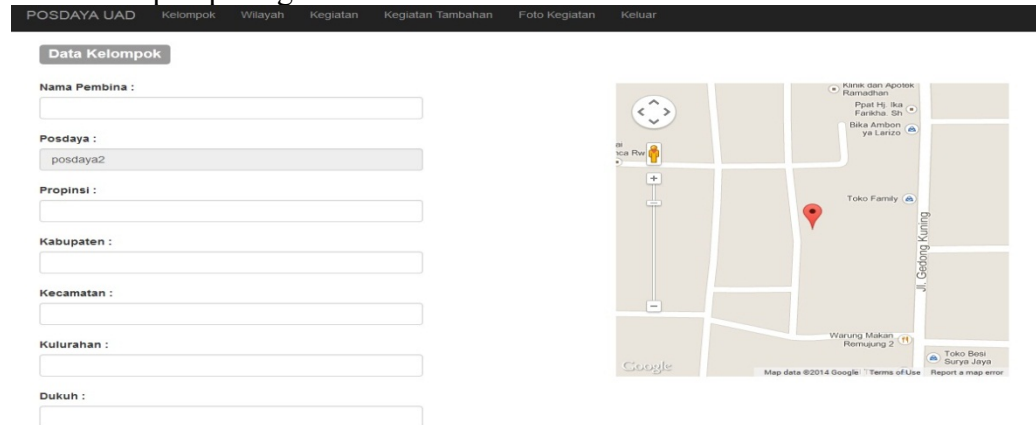 POSDAYA UAD Kelompok Wilayah Kegiatan Kegiatan Tambahan Foto Kegiatan Keluar
Data Kelompok
Nama Pembina :
Posdaya :
posdaya2
Propinsi :
Kabupaten :
Kecamatan :
Kulurahan :
Dukuh :
Klinik dan Apotek
Ramadhan
Ppat Hj. Ika
Farikha. Sh
Bika Ambon
ya Larizo
Rw
Toko Family
Jl. Gedong Kuning
Warung Makan
Remujung 2
Toko Besi
Surya Jaya
Google
Map data ©2014 Google Terms of Use Report a map error